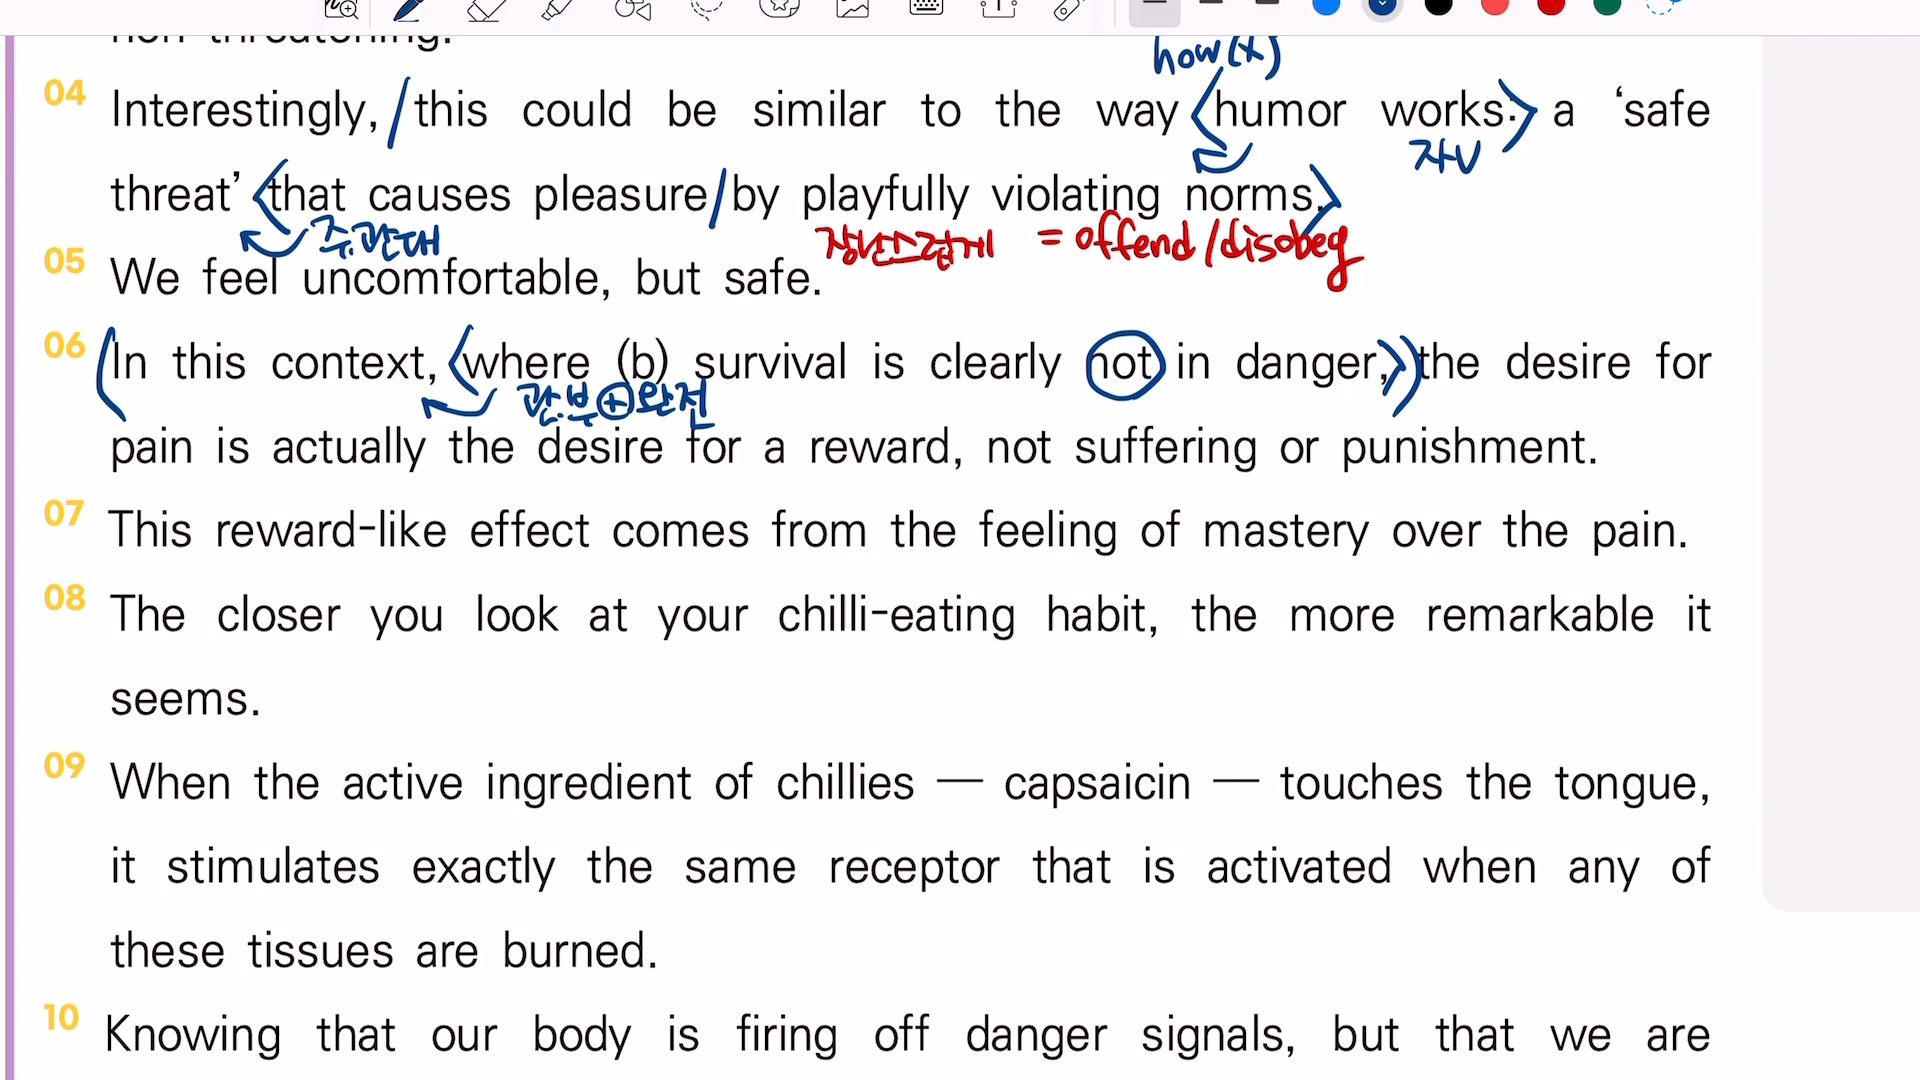 non-threatening.
how(x)
04 Interestingly, this could be similar to the way humor works: a ‘safe
자V
threat’ that causes pleasure by playfully violating norms.
주.관대 장난스럽게 = offend/disobey
05 We feel uncomfortable, but safe.
06 In this context, where (b) survival is clearly not in danger, the desire for
관.부⊕완전
pain is actually the desire for a reward, not suffering or punishment.
07 This reward-like effect comes from the feeling of mastery over the pain.
08 The closer you look at your chilli-eating habit, the more remarkable it
seems.
09 When the active ingredient of chillies — capsaicin — touches the tongue,
it stimulates exactly the same receptor that is activated when any of
these tissues are burned.
10 Knowing that our body is firing off danger signals, but that we are